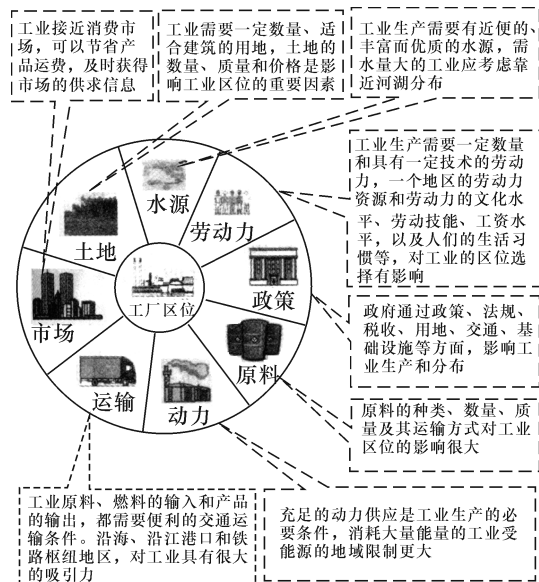 工业接近消费市
场，可以节省产
品运费，及时获得
市场的供求信息
工业需要一定数量、适
合建筑的用地，土地的
数量、质量和价格是影
响工业区位的重要因素
工业生产需要有近便的、
丰富而优质的水源，需
水量大的工业应考虑靠
近河湖分布
工业生产需要一定数量
和具有一定技术的劳动
力，一个地区的劳动力
资源和劳动力的文化水
平、劳动技能、工资水
平，以及人们的生活习
惯等，对工业的区位选
择有影响
水源
劳动力
土地
政策
工厂区位
市场
原料
运输
动力
政府通过政策、法规、
税收、用地、交通、基
础设施等方面，影响工
业生产和分布
原料的种类、数量、质
量及其运输方式对工业
区位的影响很大
工业原料、燃料的输入和产品
的输出，都需要便利的交通运
输条件。沿海、沿江港口和铁
路枢纽地区，对工业具有很大
的吸引力
充足的动力供应是工业生产的必
要条件，消耗大量能量的工业受
能源的地域限制更大